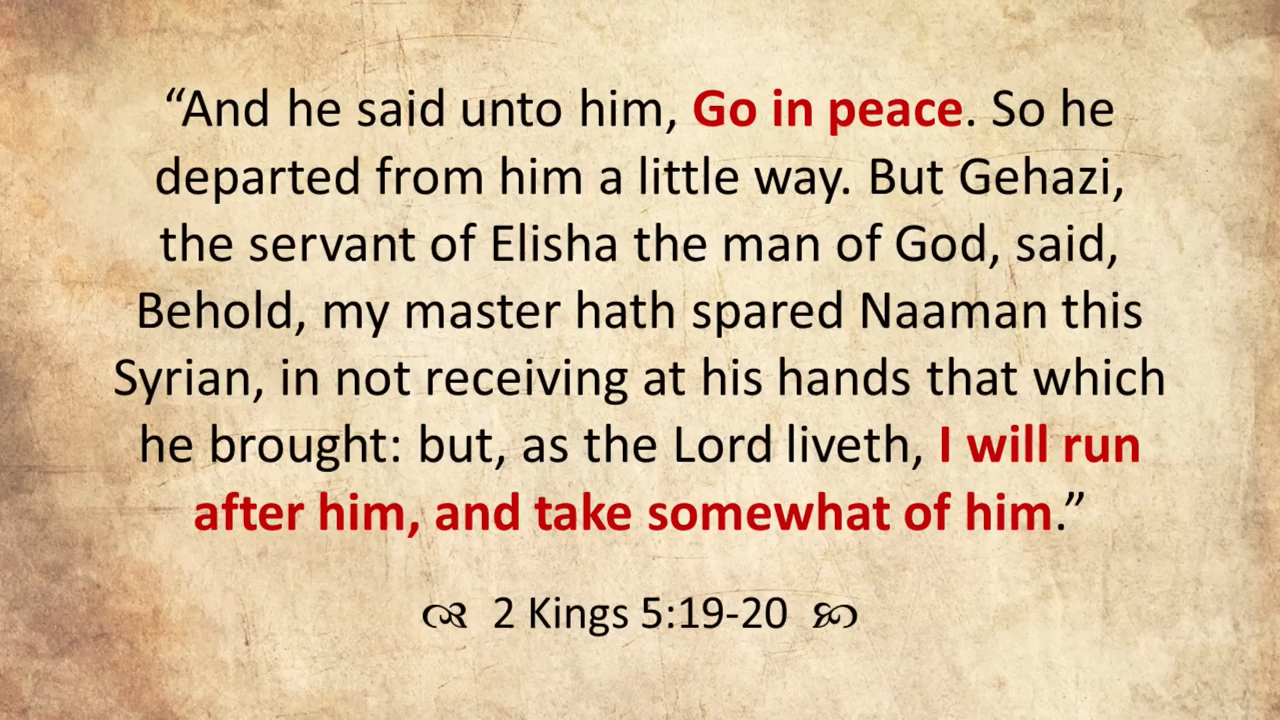 “And he said unto him, Go in peace. So he
departed from him a little way. But Gehazi,
the servant of Elisha the man of God, said,
Behold, my master hath spared Naaman this
Syrian, in not receiving at his hands that which
he brought: but, as the Lord liveth, I will run
after him, and take somewhat of him.”
2 Kings 5:19-20